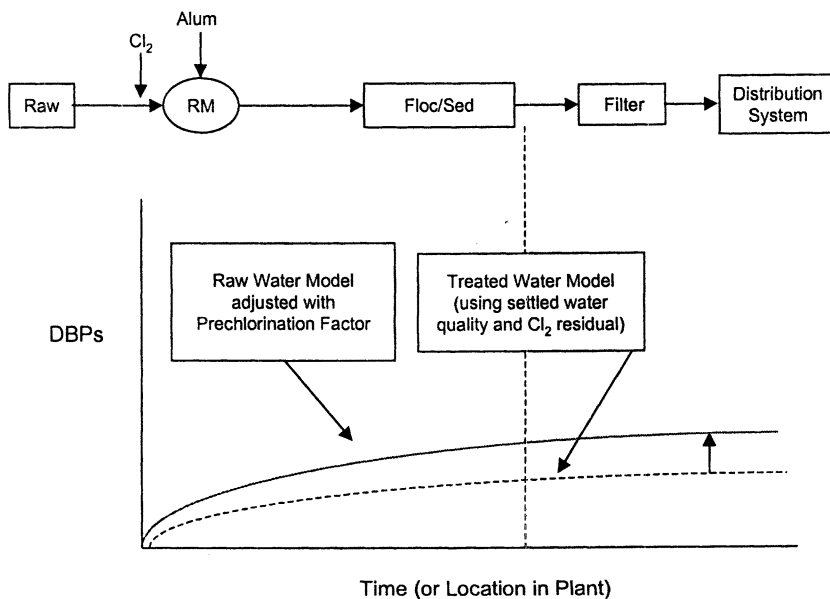 Alum
Cl₂
Raw
RM
Floc/Sed
Filter
Distribution
System
Raw Water Model
adjusted with
Prechlorination Factor
Treated Water Model
(using settled water
quality and Cl₂ residual)
DBPs
Time (or Location in Plant)